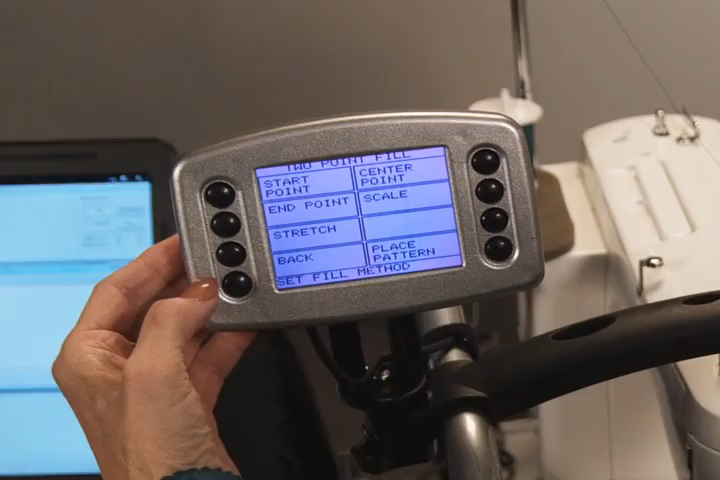 TWO POINT FILL
START POINT
CENTER POINT
END POINT
SCALE
STRETCH
BACK
PLACE PATTERN
SET FILL METHOD